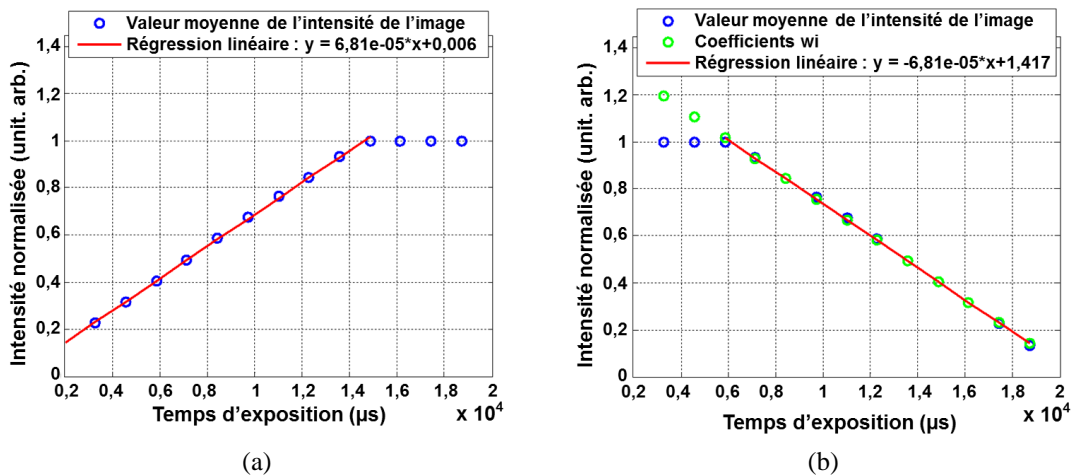 Valeur moyenne de l'intensité de l'image
Régression linéaire : y = 6,81e-05*x+0,006
Intensité normalisée (unit. arb.)
1,4
1,2
1
0,8
0,6
0,4
0,2
0
0,2
0,4
0,6
0,8
1
1,2
1,4
1,6
1,8
20
Temps d'exposition (µs)
x 10⁴
(a)
Valeur moyenne de l'intensité de l'image
Coefficients wi
Régression linéaire : y = -6,81e-05*x+1,417
Intensité normalisée (unit. arb.)
1,4
1,2
1
0,8
0,6
0,4
0,2
0
0,2
0,4
0,6
0,8
1
1,2
1,4
1,6
1,8
20
Temps d'exposition (µs)
x 10⁴
(b)